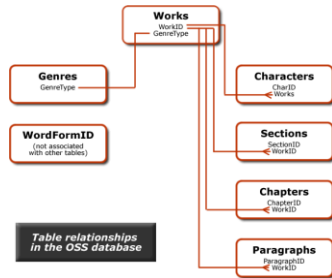 Works
WorkID
GenreType
Genres
GenreType
Characters
CharID
Works
WordFormID
(not associated
with other tables)
Sections
SectionID
WorkID
Chapters
ChapterID
WorkID
Table relationships
in the OSS database
Paragraphs
ParagraphID
WorkID